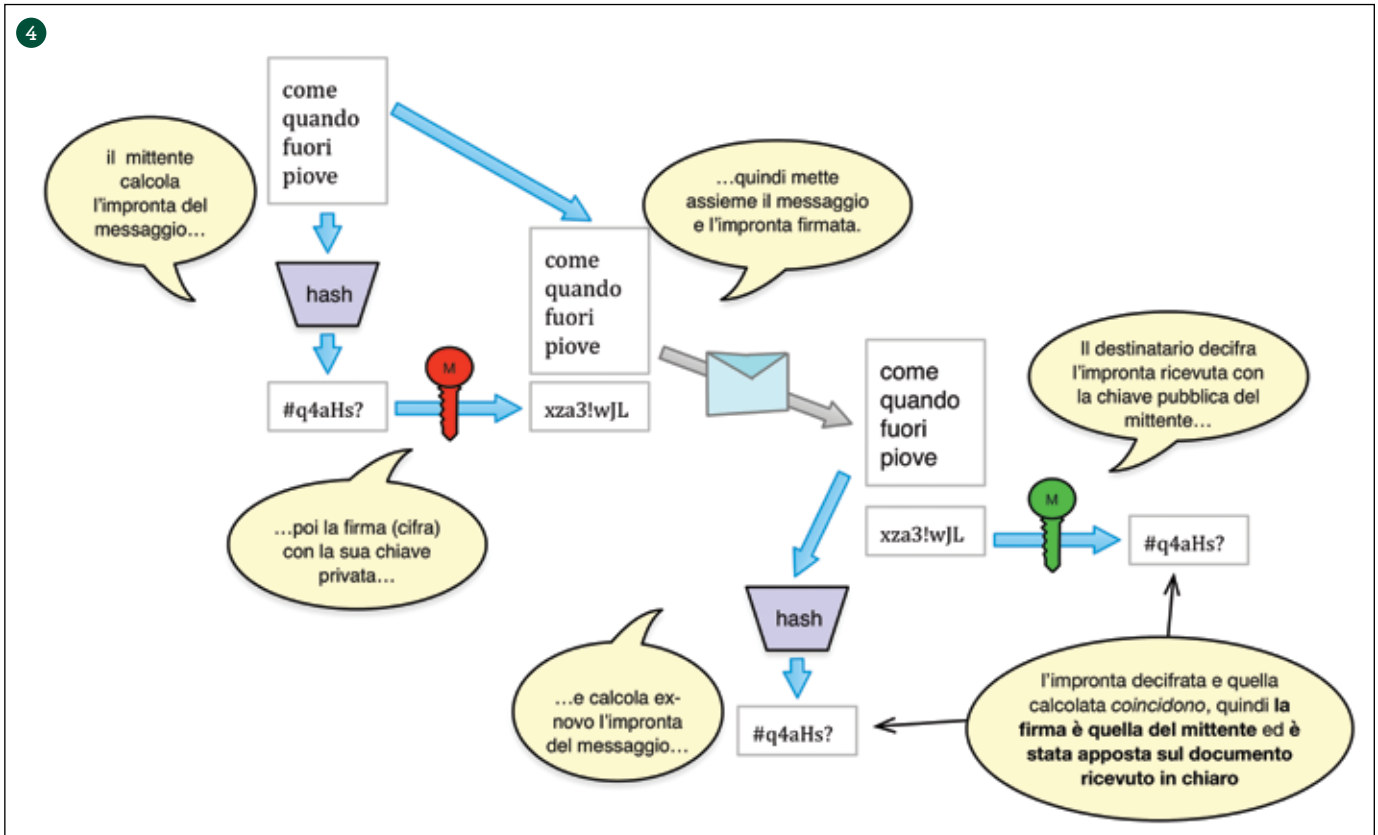 4
come
quando
fuori
piove
il mittente
calcola
l'impronta del
messaggio...
hash
#q4aHs?
M
...poi la firma (cifra)
con la sua chiave
privata...
...quindi mette
assieme il messaggio
e l'impronta firmata.
come
quando
fuori
piove
xza3!wJL
come
quando
fuori
piove
xza3!wJL
Il destinatario decifra
l'impronta ricevuta con
la chiave pubblica del
mittente...
M
#q4aHs?
hash
...e calcola ex-
novo l'impronta
del messaggio...
#q4aHs?
l'impronta decifrata e quella
calcolata coincidono, quindi la
firma è quella del mittente ed è
stata apposta sul documento
ricevuto in chiaro